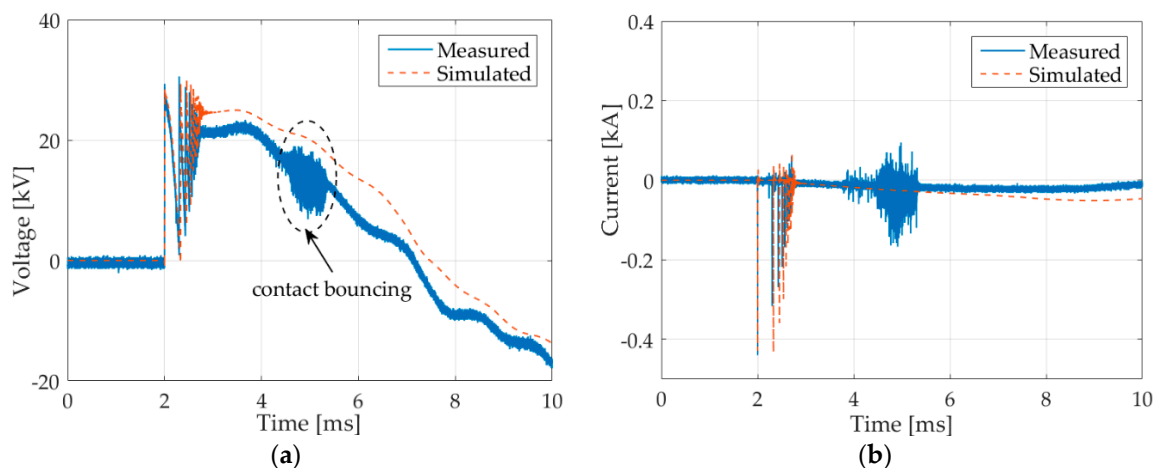 40
20
0
-20
Voltage [kV]
Measured
Simulated
contact bouncing
0 2 4 6 8 10
Time [ms]
(a)
0.4
0.2
0
-0.2
-0.4
Current [kA]
Measured
Simulated
0 2 4 6 8 10
Time [ms]
(b)